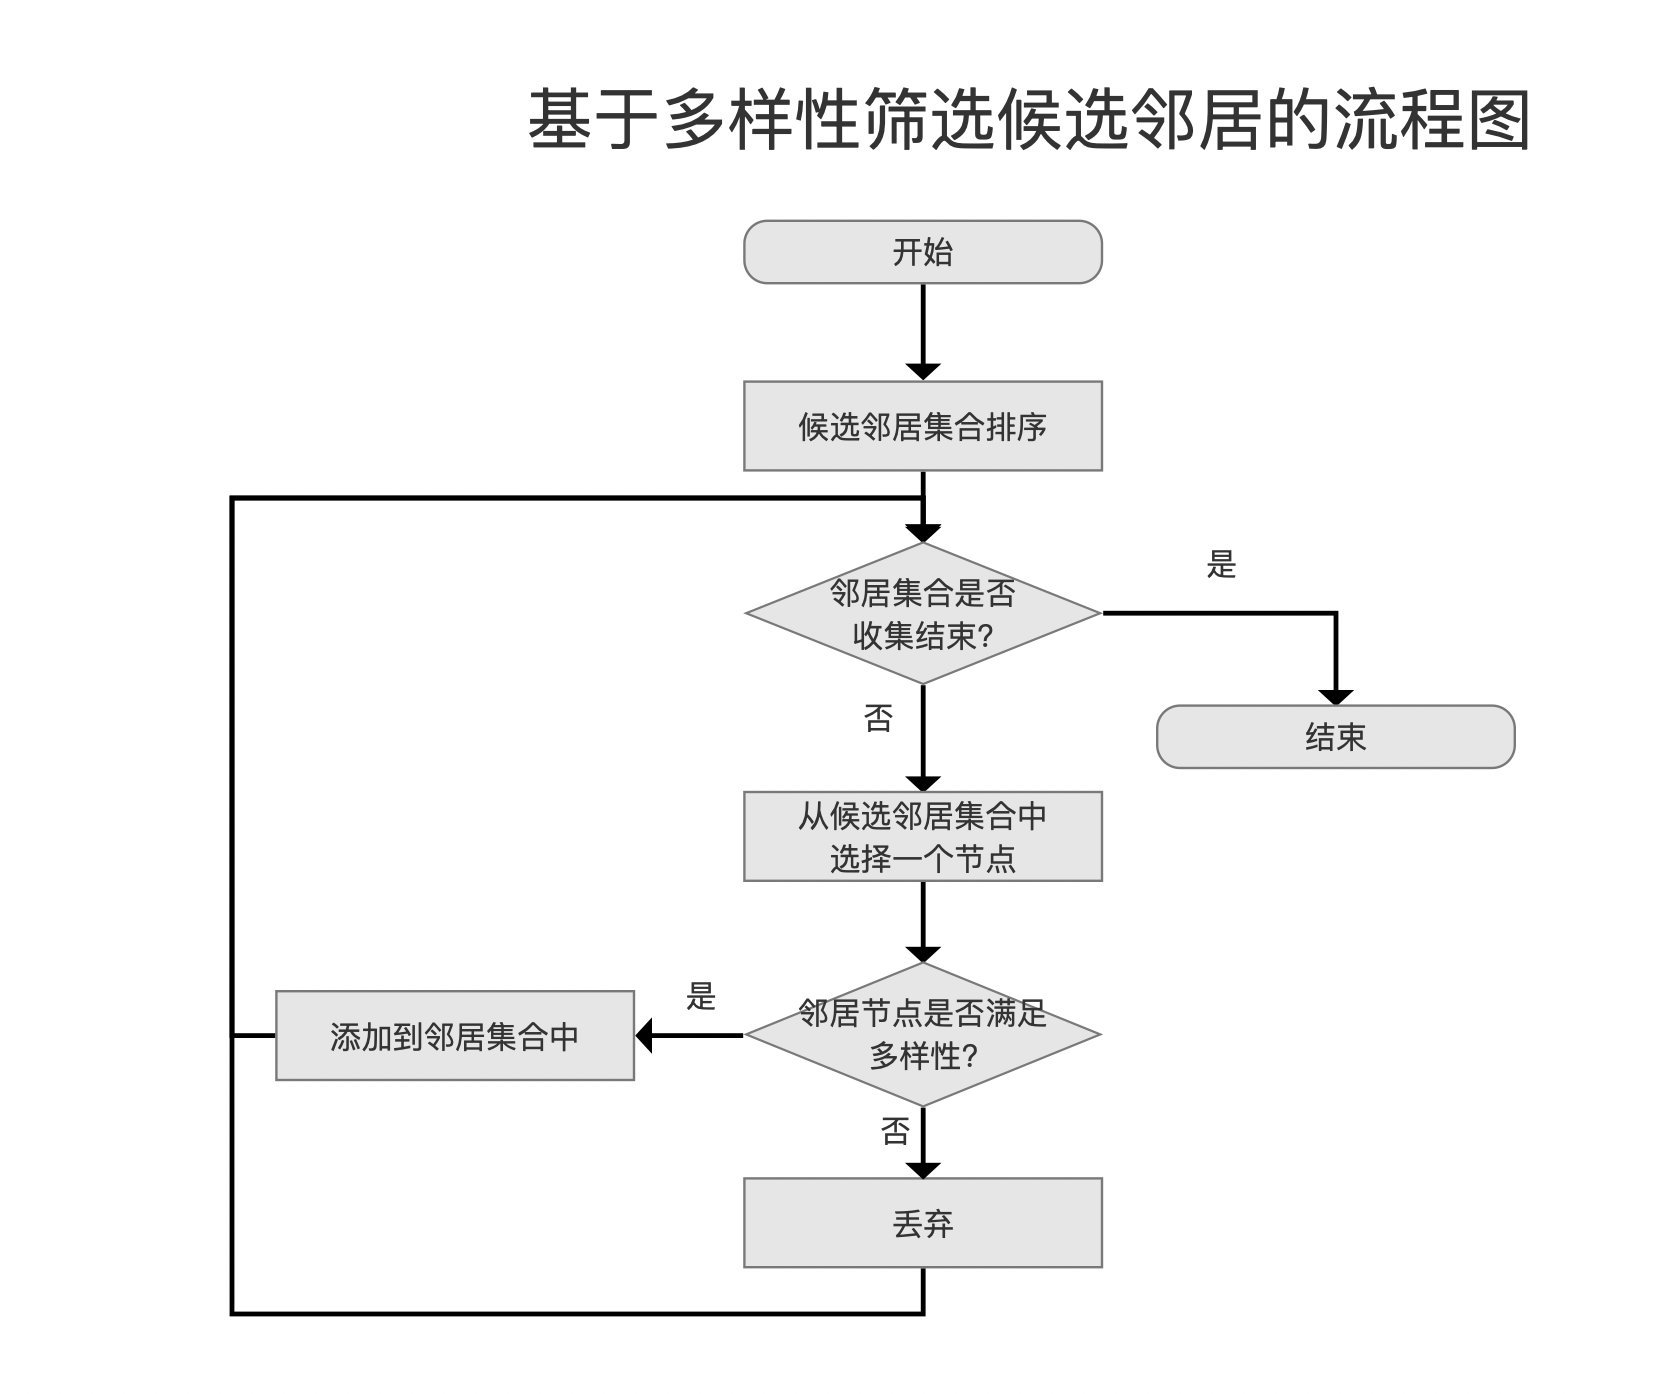 基于多样性筛选候选邻居的流程图
开始
候选邻居集合排序
邻居集合是否
收集结束?
是
结束
否
从候选邻居集合中
选择一个节点
邻居节点是否满足
多样性?
是
添加到邻居集合中
否
丢弃